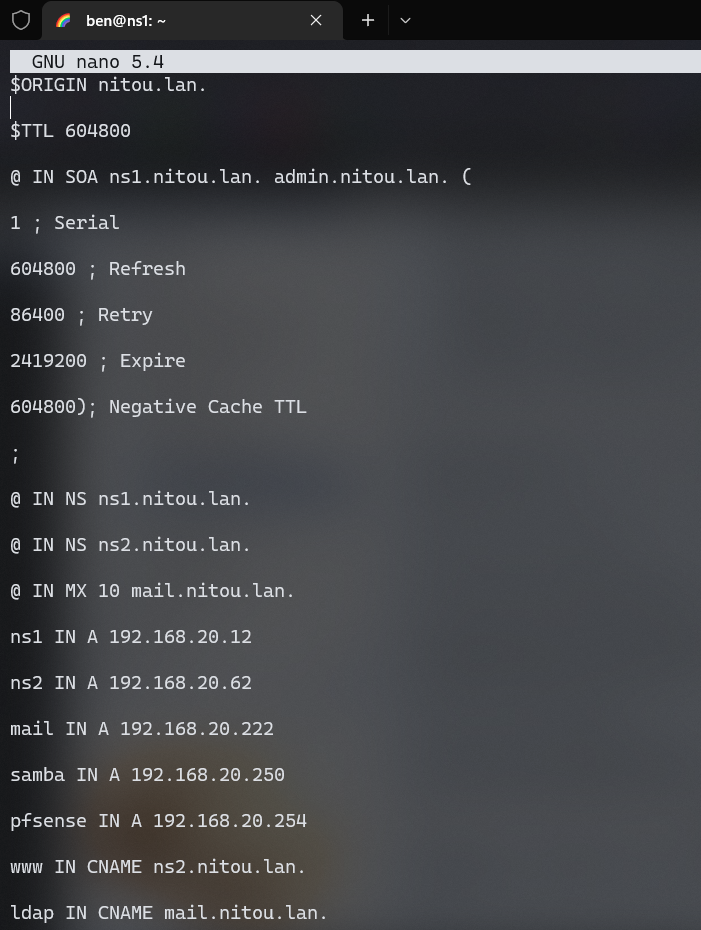 ben@ns1: ~
GNU nano 5.4
$ORIGIN nitou.lan.
$TTL 604800
@ IN SOA ns1.nitou.lan. admin.nitou.lan. (
1 ; Serial
604800 ; Refresh
86400 ; Retry
2419200 ; Expire
604800); Negative Cache TTL
;
@ IN NS ns1.nitou.lan.
@ IN NS ns2.nitou.lan.
@ IN MX 10 mail.nitou.lan.
ns1 IN A 192.168.20.12
ns2 IN A 192.168.20.62
mail IN A 192.168.20.222
samba IN A 192.168.20.250
pfsense IN A 192.168.20.254
www IN CNAME ns2.nitou.lan.
ldap IN CNAME mail.nitou.lan.